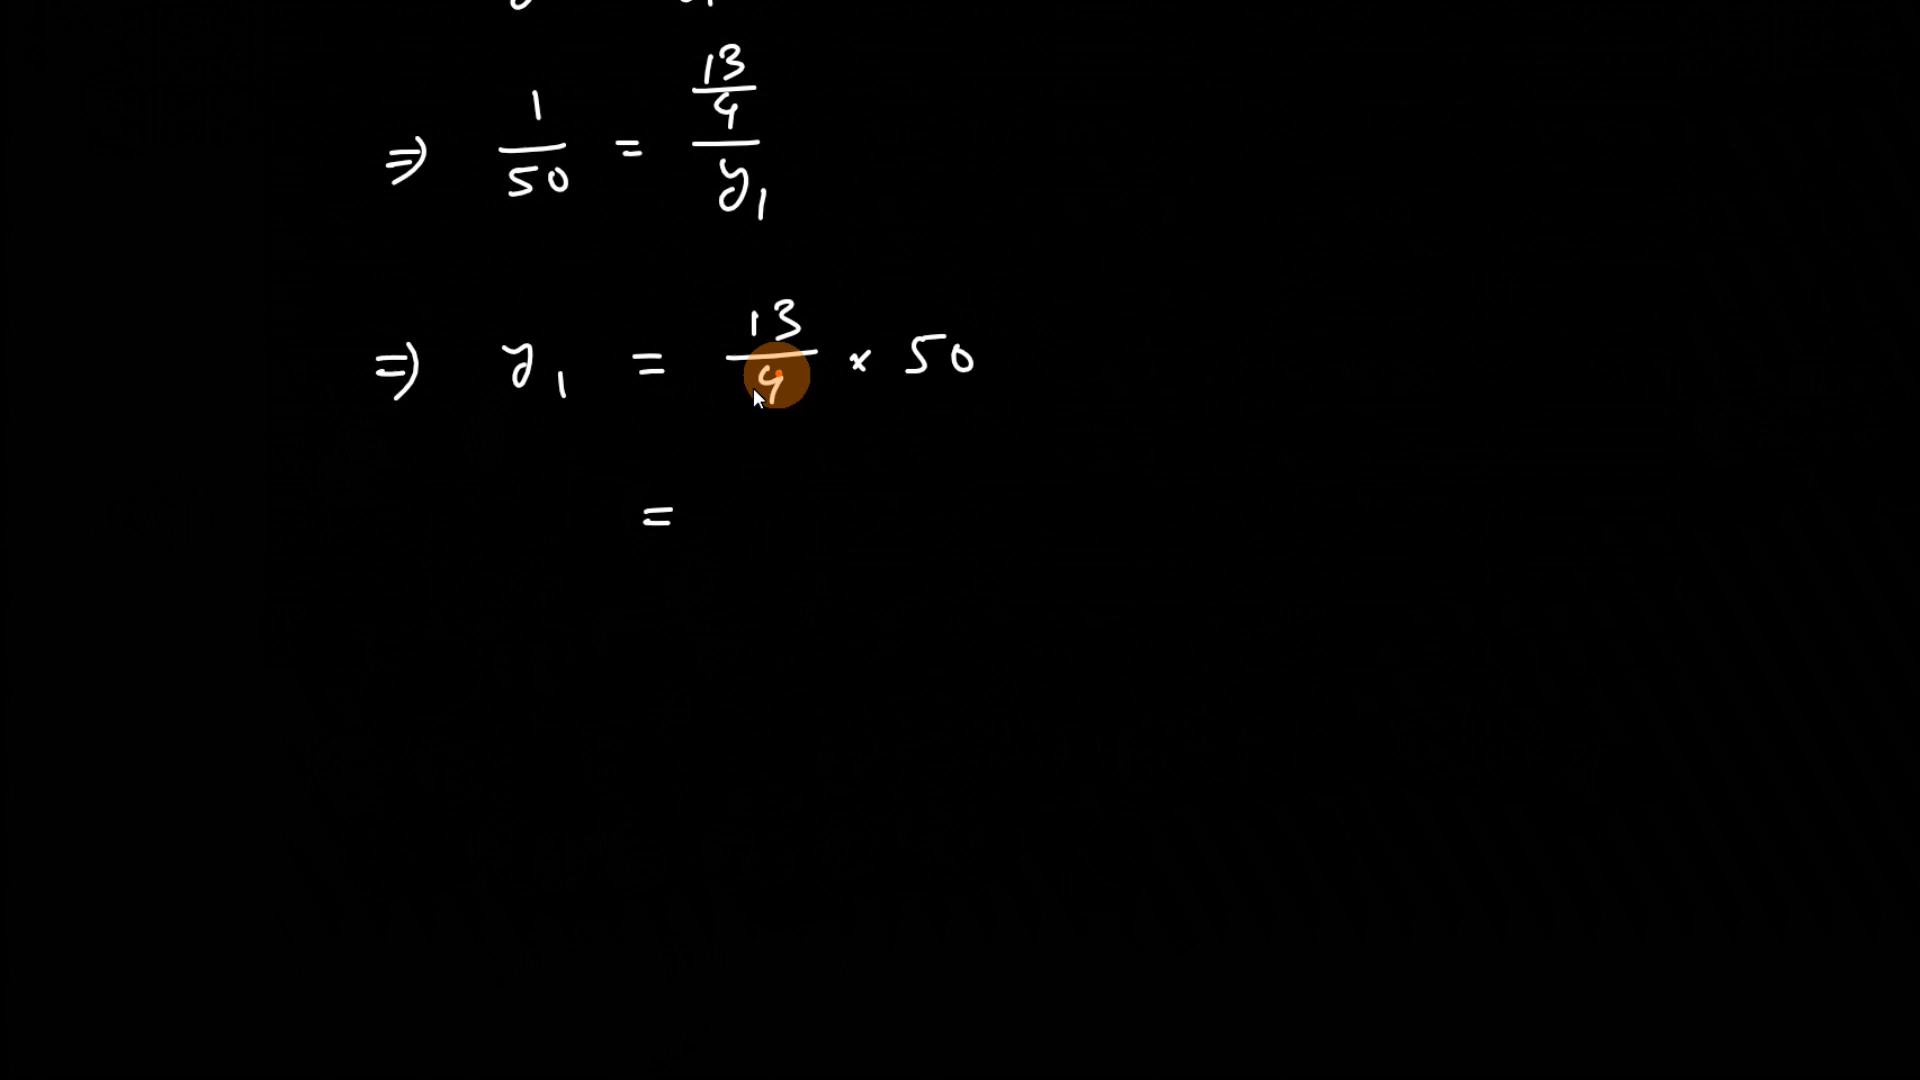 ⇒ 1/50 = (13/4)/y₁
⇒ y₁ = 13/4 × 50
=